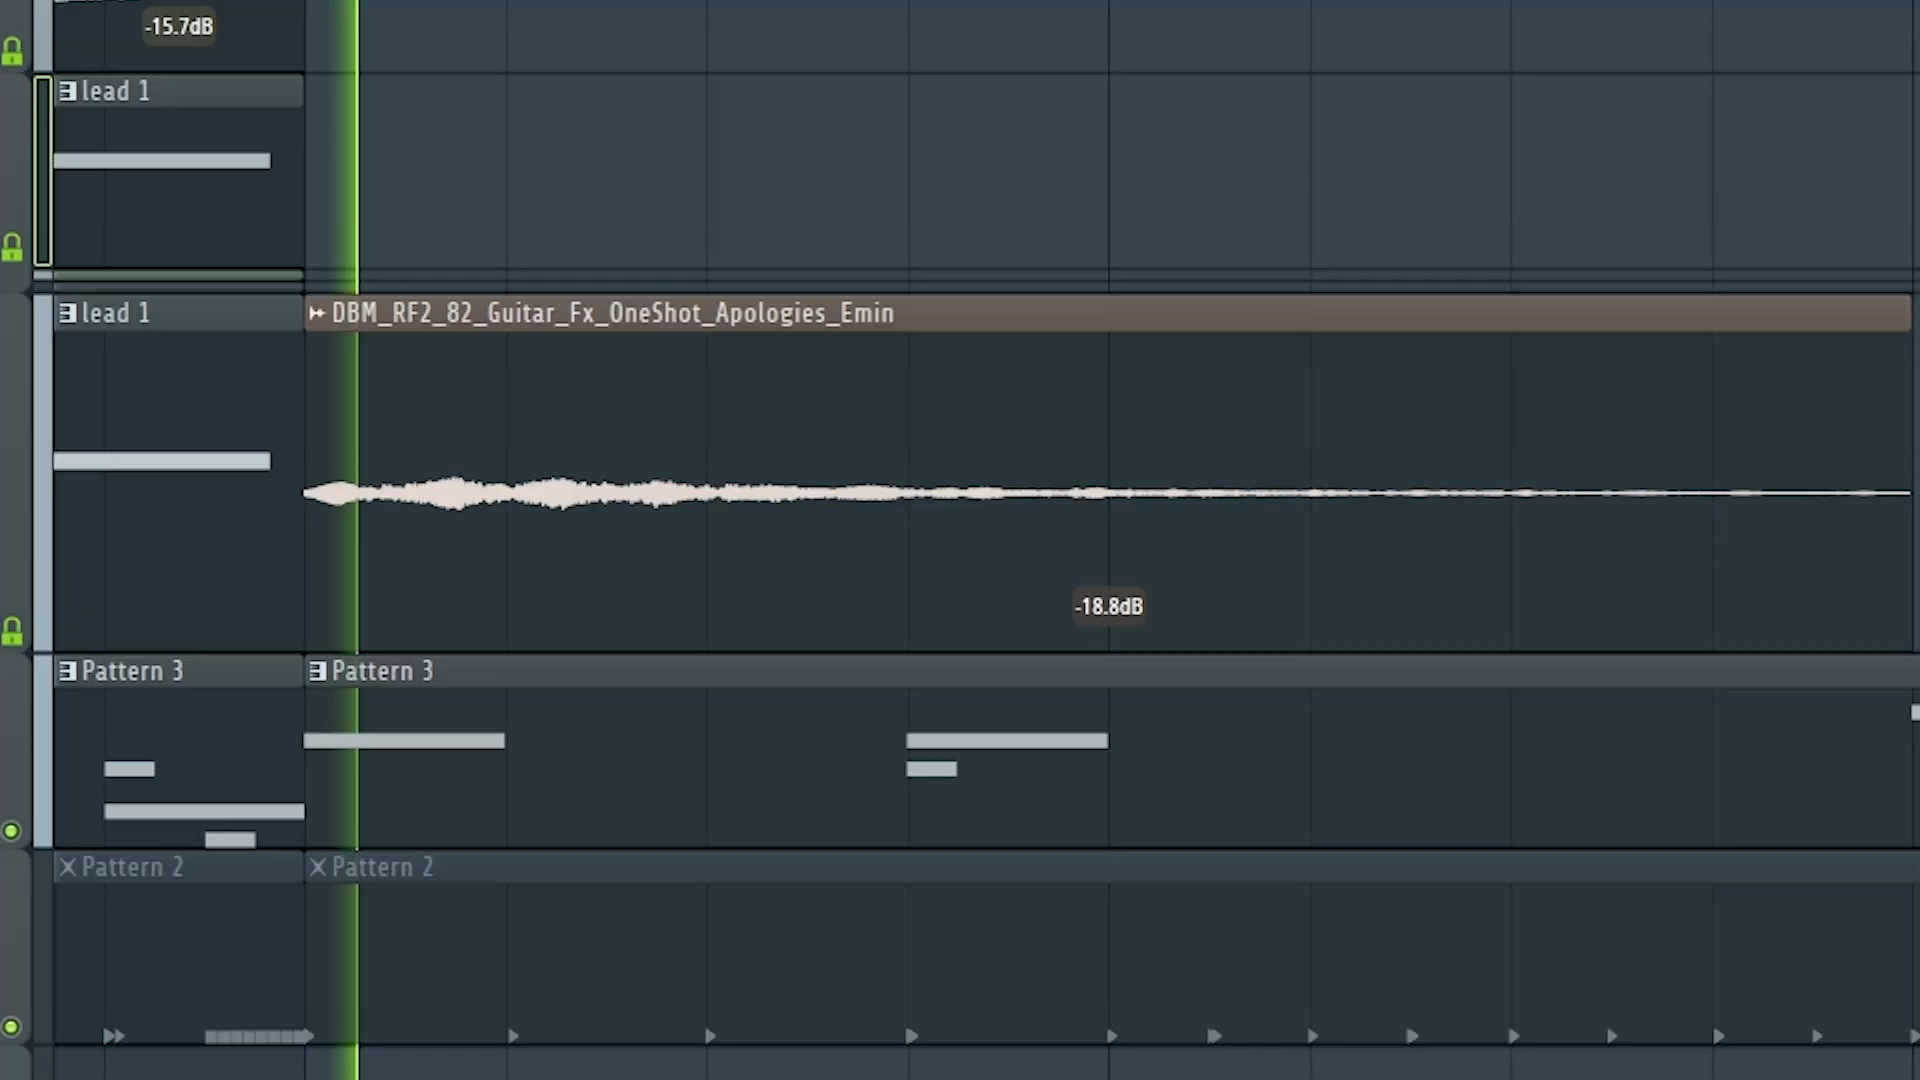 -15.7dB
lead 1
lead 1
DBM_RF2_82_Guitar_Fx_OneShot_Apologies_Emin
-18.8dB
Pattern 3
Pattern 3
Pattern 2
Pattern 2